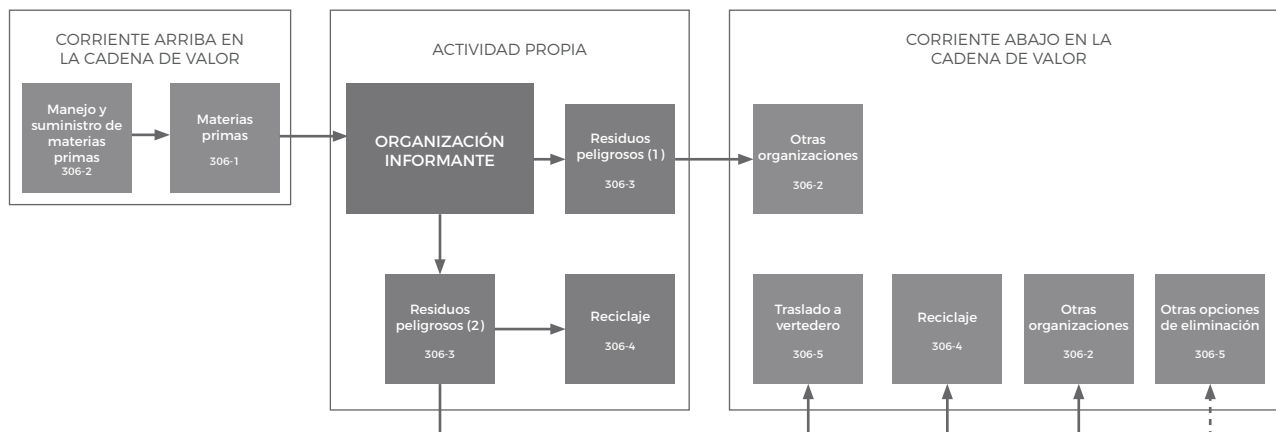 CORRIENTE ARRIBA EN
LA CADENA DE VALOR
Manejo y
suministro de
materias
primas
306-2
Materias
primas
306-1
ACTIVIDAD PROPIA
ORGANIZACIÓN
INFORMANTE
Residuos
peligrosos (1)
306-3
Residuos
peligrosos (2)
306-3
Reciclaje
306-4
CORRIENTE ABAJO EN LA
CADENA DE VALOR
Otras
organizaciones
306-2
Traslado a
vertedero
306-5
Reciclaje
306-4
Otras
organizaciones
306-2
Otras opciones
de eliminación
306-5